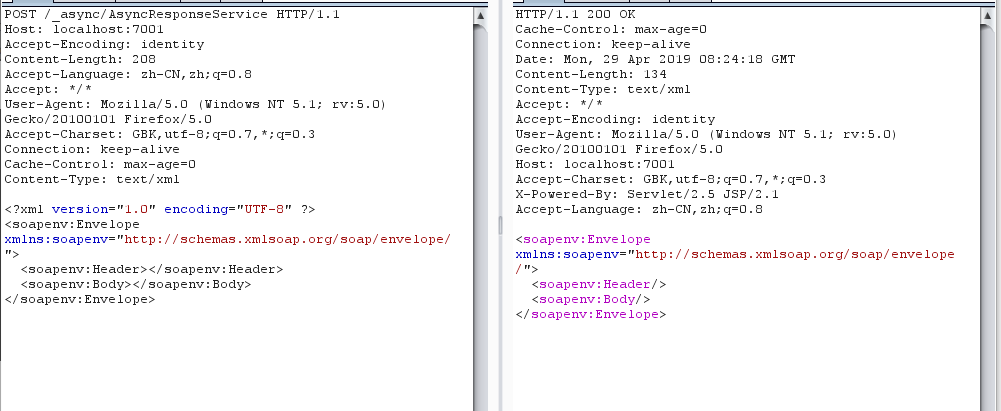 POST /_async/AsyncResponseService HTTP/1.1
Host: localhost:7001
Accept-Encoding: identity
Content-Length: 208
Accept-Language: zh-CN,zh;q=0.8
Accept: */*
User-Agent: Mozilla/5.0 (Windows NT 5.1; rv:5.0)
Gecko/20100101 Firefox/5.0
Accept-Charset: GBK,utf-8;q=0.7,*;q=0.3
Connection: keep-alive
Cache-Control: max-age=0
Content-Type: text/xml

<?xml version="1.0" encoding="UTF-8" ?>
<soapenv:Envelope
xmlns:soapenv="http://schemas.xmlsoap.org/soap/envelope/
">
  <soapenv:Header></soapenv:Header>
  <soapenv:Body></soapenv:Body>
</soapenv:Envelope>

HTTP/1.1 200 OK
Cache-Control: max-age=0
Connection: keep-alive
Date: Mon, 29 Apr 2019 08:24:18 GMT
Content-Length: 134
Content-Type: text/xml
Accept: */*
Accept-Encoding: identity
User-Agent: Mozilla/5.0 (Windows NT 5.1; rv:5.0)
Gecko/20100101 Firefox/5.0
Host: localhost:7001
Accept-Charset: GBK,utf-8;q=0.7,*;q=0.3
X-Powered-By: Servlet/2.5 JSP/2.1
Accept-Language: zh-CN,zh;q=0.8

<soapenv:Envelope
xmlns:soapenv="http://schemas.xmlsoap.org/soap/envelope
/">
  <soapenv:Header/>
  <soapenv:Body/>
</soapenv:Envelope>